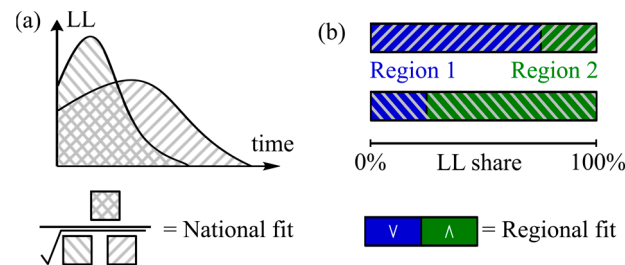 (a)
LL
time
√
= National fit
(b)
Region 1 Region 2
0% LL share 100%
v ʌ = Regional fit